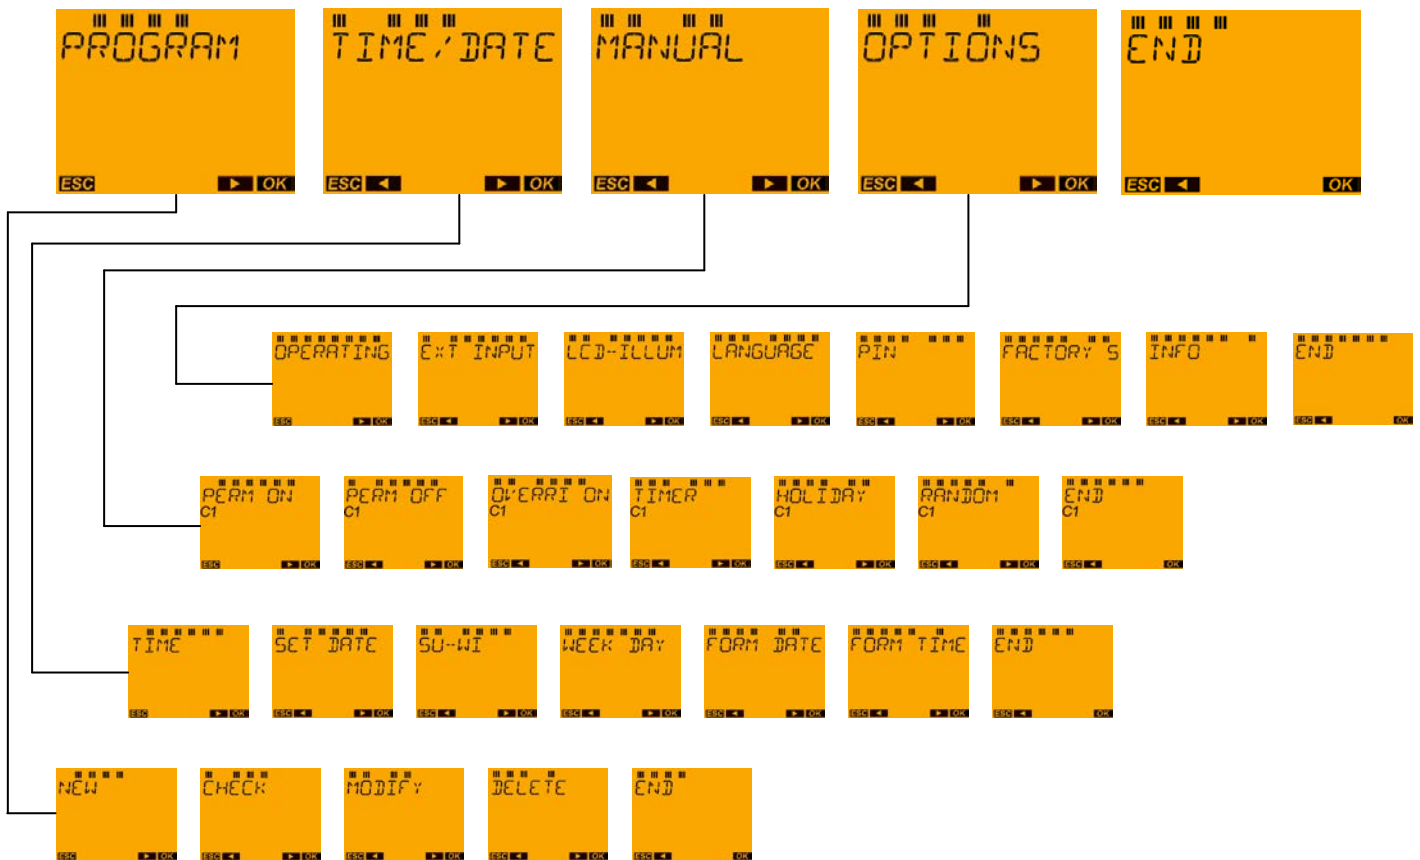 PROGRAM TIME/DATE MANUAL OPTIONS END
ESC ► OK ESC ◄ ► OK ESC ◄ ► OK ESC ◄ ► OK ESC ◄ OK
OPERATING EXT INPUT LCD-ILLUM LANGUAGE PIN FACTORY S INFO END
ESC ► OK ESC ◄ ► OK ESC ◄ ► OK ESC ◄ ► OK ESC ◄ ► OK ESC ◄ ► OK ESC ◄ ► OK ESC ◄ OK
PERM ON PERM OFF OVERRI ON TIMER HOLIDAY RANDOM END
C1 C1 C1 C1 C1 C1 C1
ESC ► OK ESC ◄ ► OK ESC ◄ ► OK ESC ◄ ► OK ESC ◄ ► OK ESC ◄ ► OK ESC ◄ OK
TIME SET DATE SU-WI WEEK DAY FORM DATE FORM TIME END
ESC ► OK ESC ◄ ► OK ESC ◄ ► OK ESC ◄ ► OK ESC ◄ ► OK ESC ◄ ► OK ESC ◄ OK
NEW CHECK MODIFY DELETE END
ESC ► OK ESC ◄ ► OK ESC ◄ ► OK ESC ◄ ► OK ESC ◄ OK